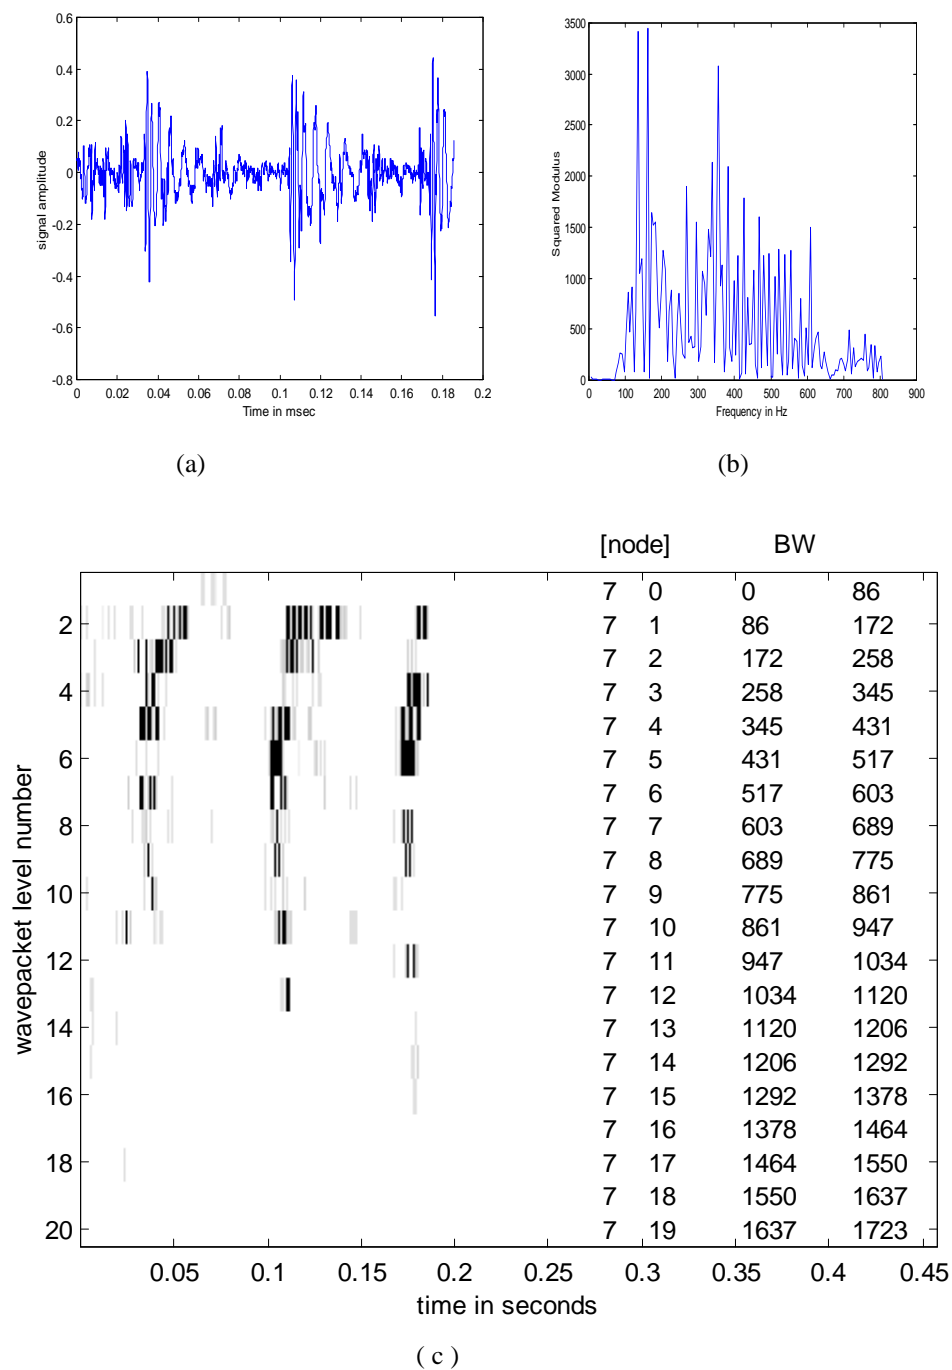 0.6
0.4
0.2
0
-0.2
-0.4
-0.6
-0.8
signal amplitude
0 0.02 0.04 0.06 0.08 0.1 0.12 0.14 0.16 0.18 0.2
Time in msec
(a)
3500
3000
2500
2000
1500
1000
500
0
Squared Modulus
0 100 200 300 400 500 600 700 800 900
Frequency in Hz
(b)
[node] BW
7 0 0 86
7 1 86 172
7 2 172 258
7 3 258 345
7 4 345 431
7 5 431 517
7 6 517 603
7 7 603 689
7 8 689 775
7 9 775 861
7 10 861 947
7 11 947 1034
7 12 1034 1120
7 13 1120 1206
7 14 1206 1292
7 15 1292 1378
7 16 1378 1464
7 17 1464 1550
7 18 1550 1637
7 19 1637 1723
2
4
6
8
10
12
14
16
18
20
wavepacket level number
0.05 0.1 0.15 0.2 0.25 0.3 0.35 0.4 0.45
time in seconds
( c )